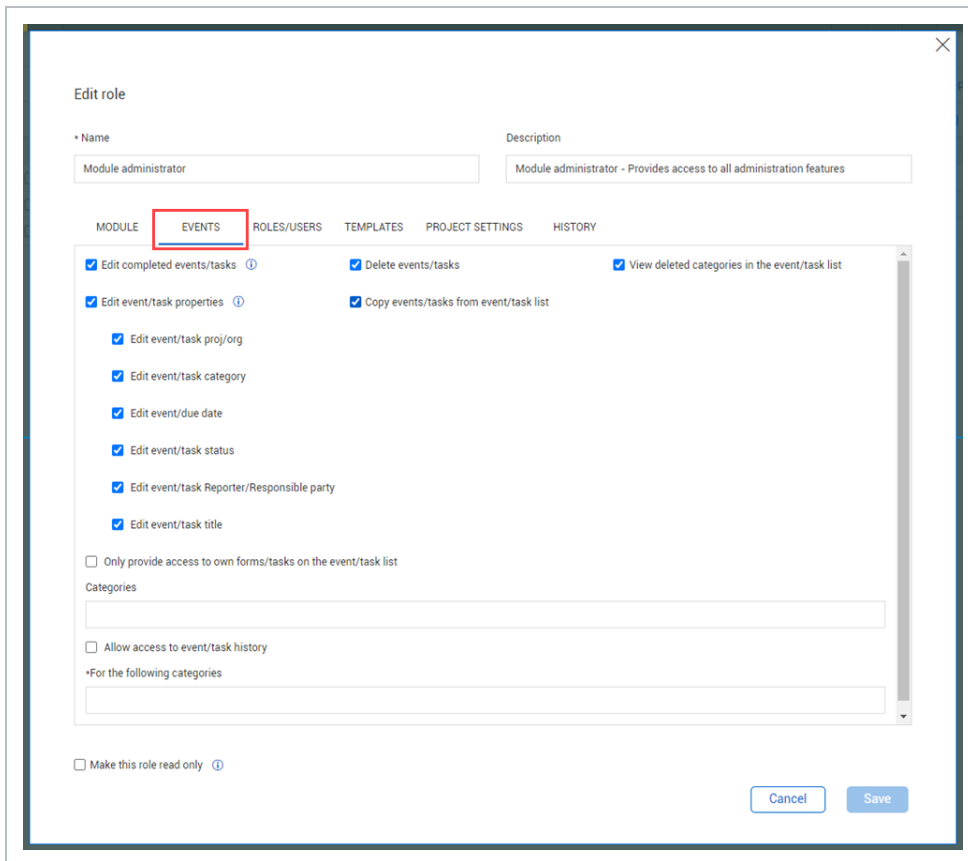 Edit role
* Name
Description
Module administrator
Module administrator - Provides access to all administration features
MODULE EVENTS ROLES/USERS TEMPLATES PROJECT SETTINGS HISTORY
Edit completed events/tasks
Delete events/tasks
View deleted categories in the event/task list
Edit event/task properties
Copy events/tasks from event/task list
Edit event/task proj/org
Edit event/task category
Edit event/due date
Edit event/task status
Edit event/task Reporter/Responsible party
Edit event/task title
Only provide access to own forms/tasks on the event/task list
Categories
Allow access to event/task history
*For the following categories
Make this role read only
Cancel Save